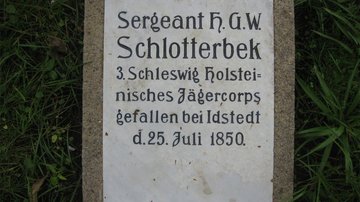 Sergeant H. G. W.
Schlotterbek
3. Schleswig Holstei-
nisches Jägercorps
gefallen bei Idstedt
d. 25. Juli 1850.